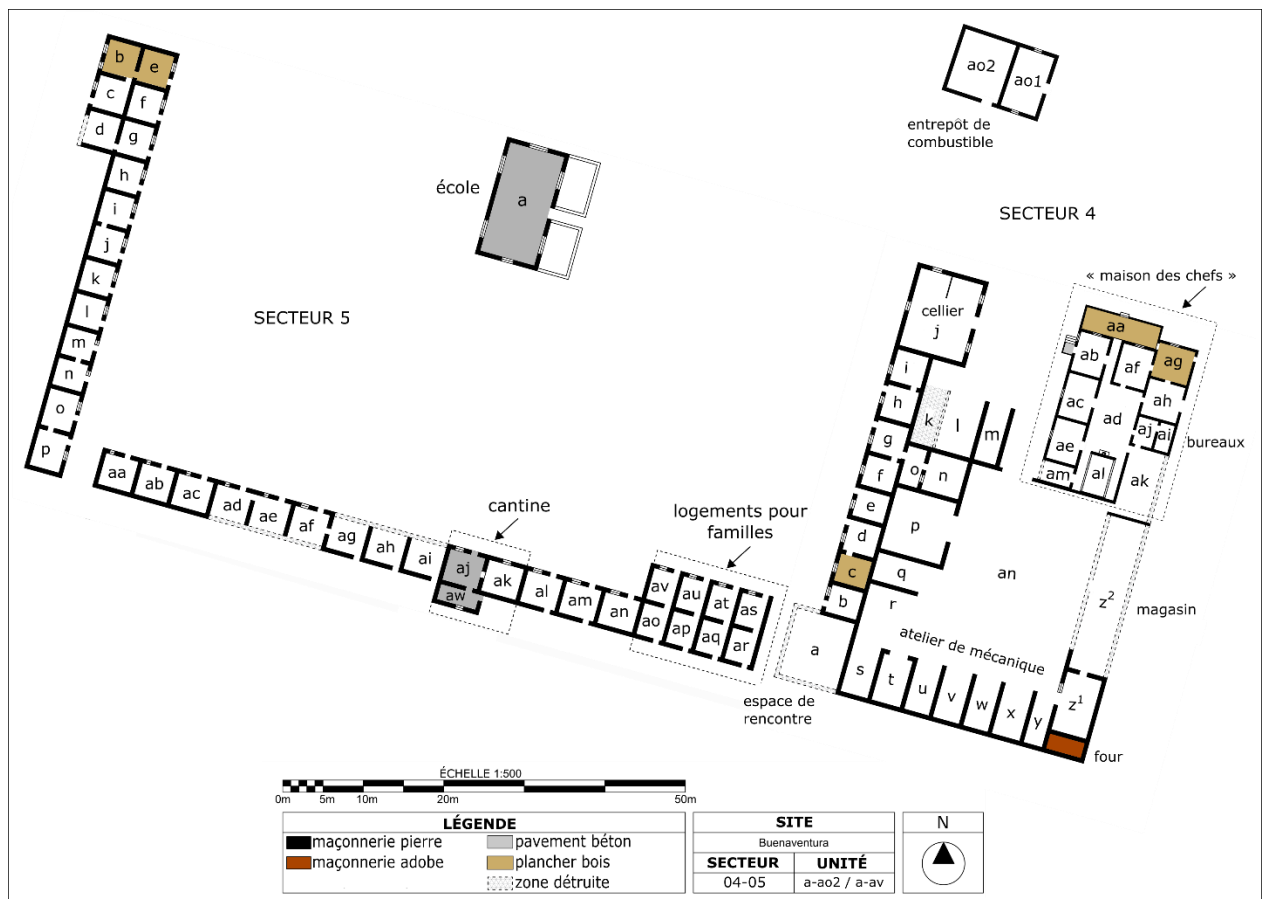 b
e
c
f
d
g
h
i
j
k
l
m
n
o
p
école
a
SECTEUR 5
ao2
ao1
entrepôt de
combustible
SECTEUR 4
« maison des chefs »
cellier
j
i
h
k
l
m
g
o
n
f
e
p
d
c
q
b
r
a
an
aa
ag
ab
af
ac
ah
ad
aj
ai
ae
al
ak
am
bureaux
z²
magasin
atelier de mécanique
s
t
u
v
w
x
y
z¹
four
espace de
rencontre
aa
ab
ac
ad
ae
af
ag
ah
ai
cantine
aj
aw
ak
al
am
an
logements pour
familles
av
au
at
as
ao
ap
aq
ar
ÉCHELLE 1:500
0m 5m 10m 20m 50m
LÉGENDE
maçonnerie pierre
maçonnerie adobe
pavement béton
plancher bois
zone détruite
SITE
Buenaventura
SECTEUR UNITÉ
04-05 a-ao2 / a-av
N